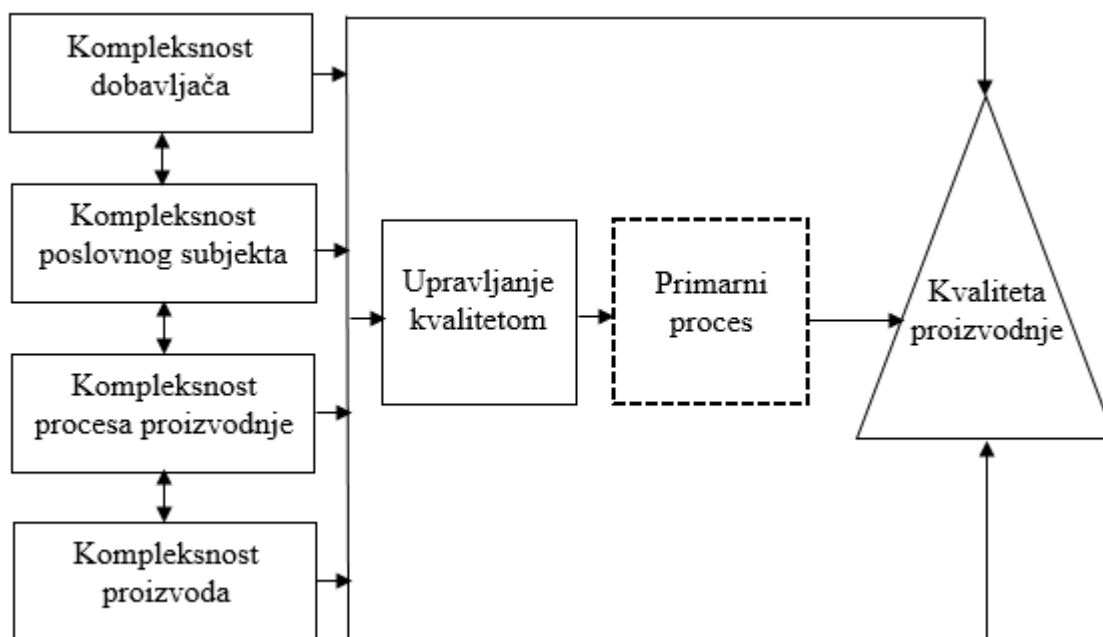 Kompleksnost
dobavljača
Kompleksnost
poslovnog subjekta
Kompleksnost
procesa proizvodnje
Kompleksnost
proizvoda
Upravljanje
kvalitetom
Primarni
proces
Kvaliteta
proizvodnje